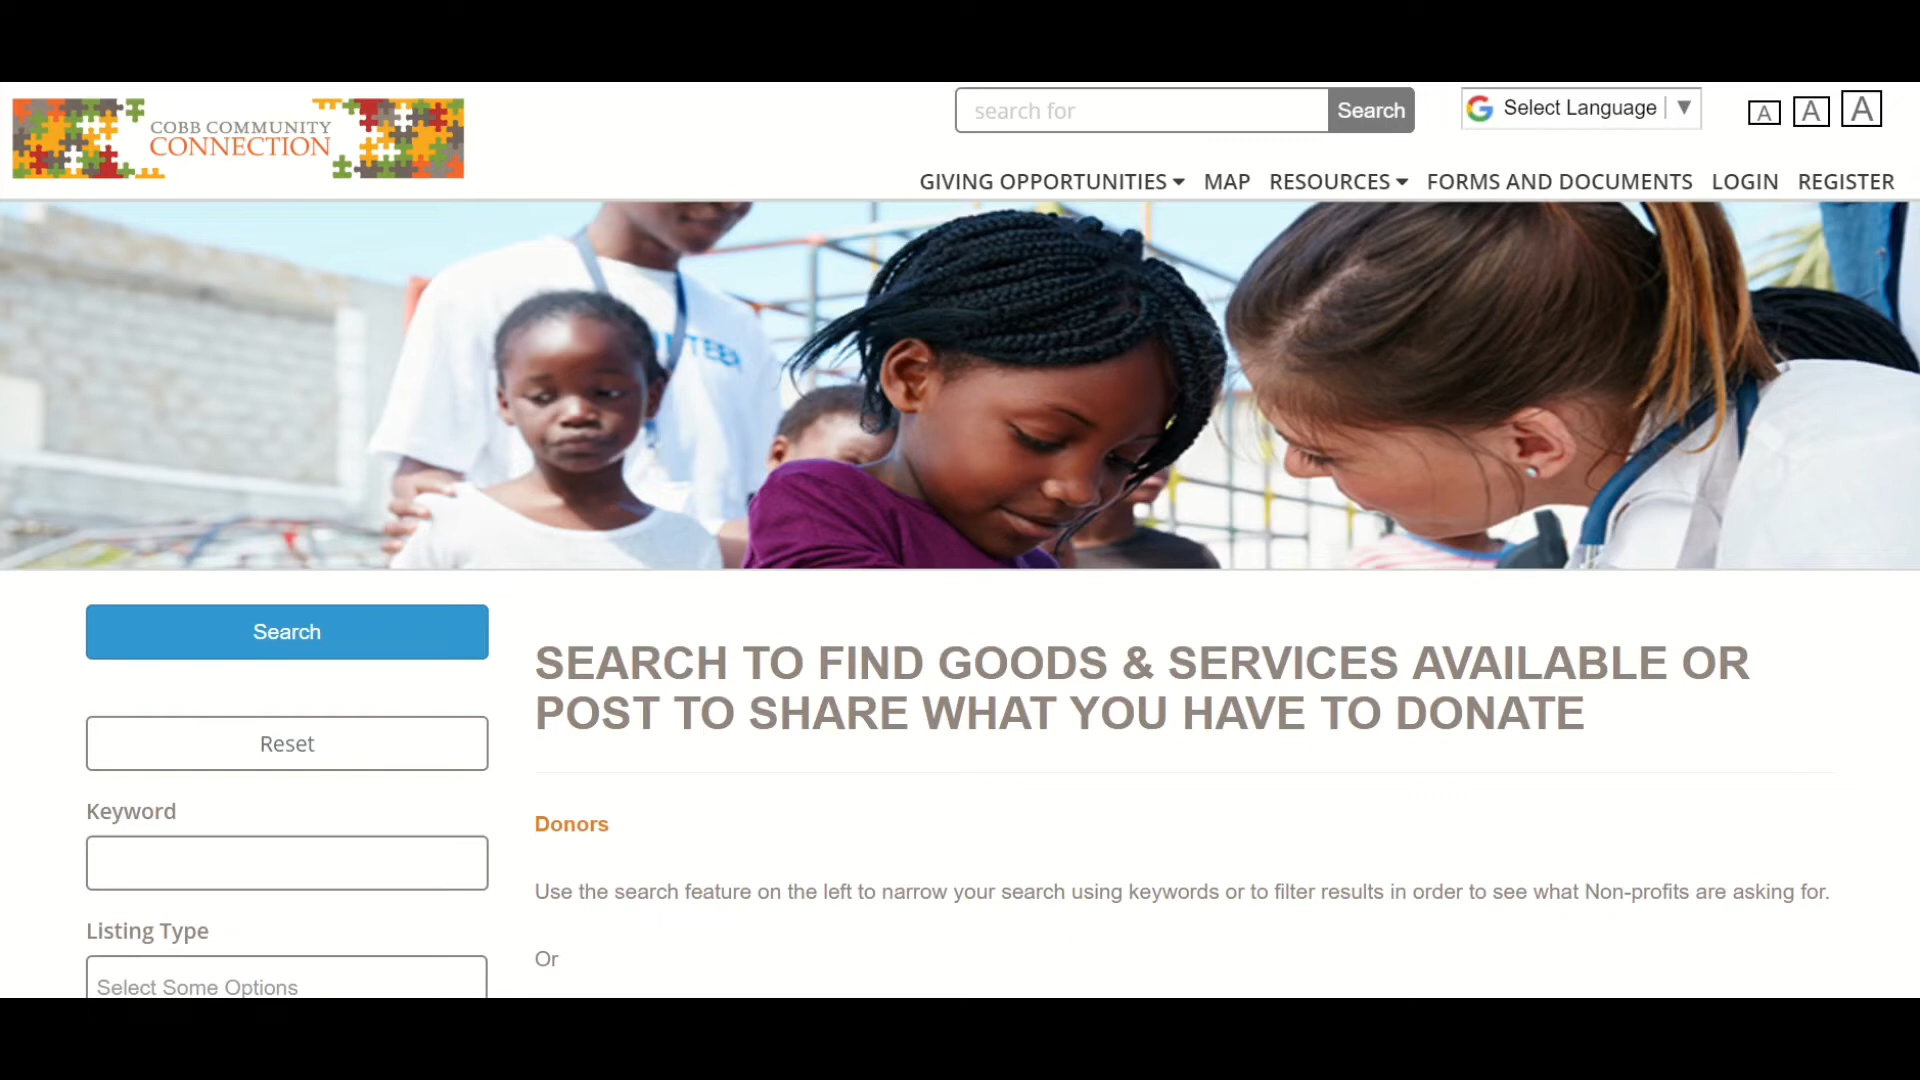 COBB COMMUNITY
CONNECTION
search for
Search
Select Language
A
A
A
GIVING OPPORTUNITIES
MAP
RESOURCES
FORMS AND DOCUMENTS
LOGIN
REGISTER
Search
Reset
Keyword
Listing Type
Select Some Options
SEARCH TO FIND GOODS & SERVICES AVAILABLE OR
POST TO SHARE WHAT YOU HAVE TO DONATE
Donors
Use the search feature on the left to narrow your search using keywords or to filter results in order to see what Non-profits are asking for.
Or